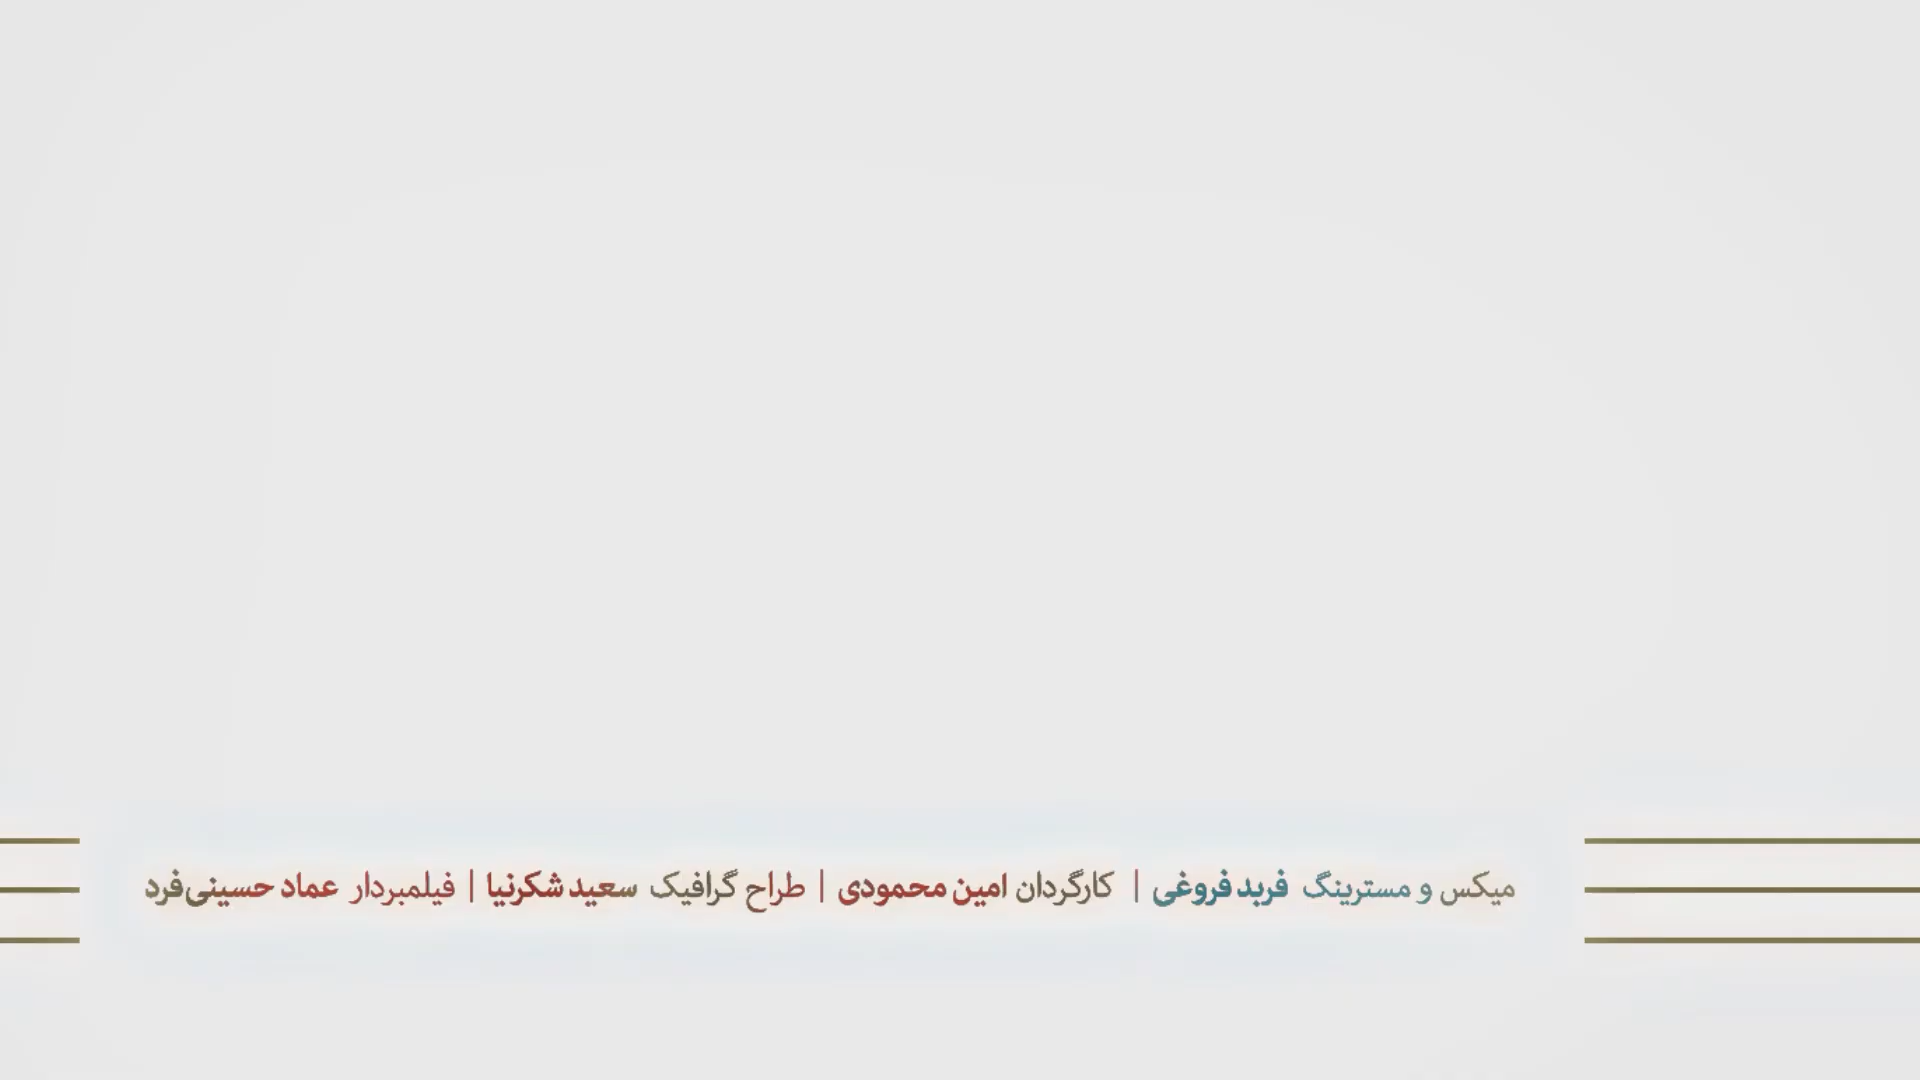 میکس و مسترینگ فربد فروغی | کارگردان امین محمودی | طراح گرافیک سعید شکرنیا | فیلمبردار عماد حسینی‌فرد